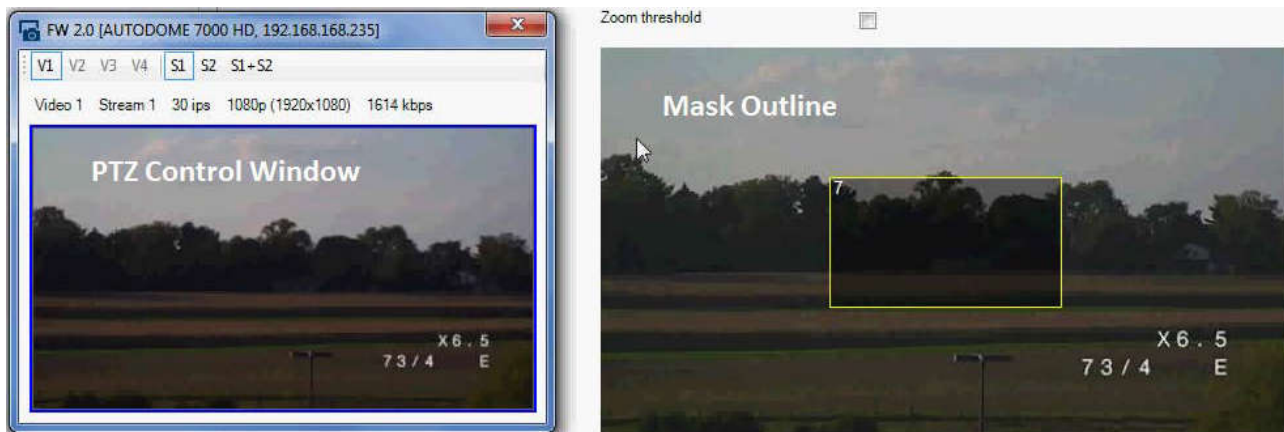 FW 2.0 [AUTODOME 7000 HD, 192.168.168.235]
V1 V2 V3 V4 S1 S2 S1+S2
Video 1 Stream 1 30 ips 1080p (1920x1080) 1614 kbps
PTZ Control Window
X6.5
73/4 E
Zoom threshold
Mask Outline
7
X6.5
73/4 E